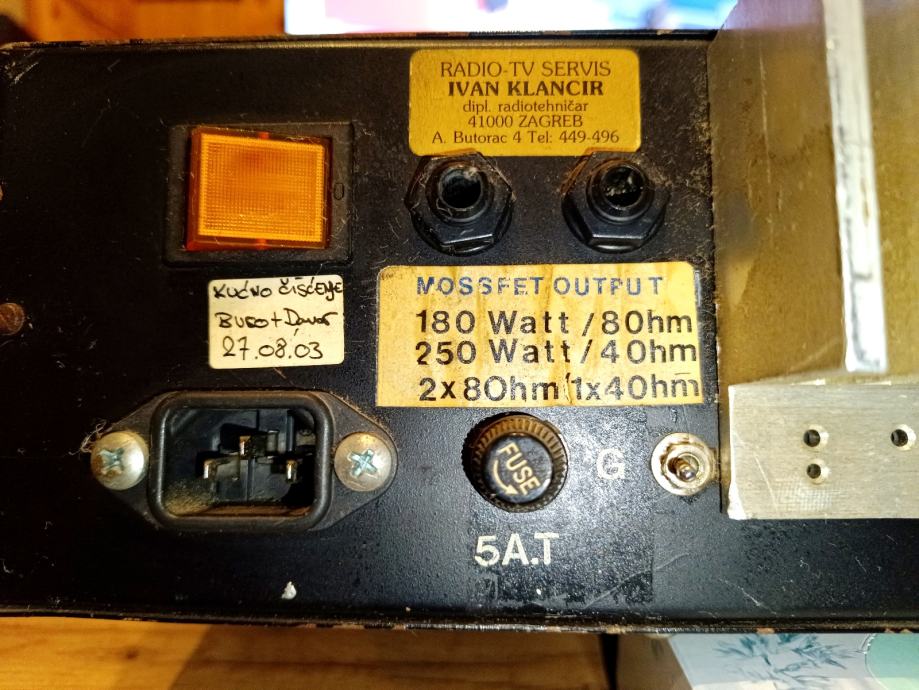 RADIO-TV SERVIS
IVAN KLANCIR
dipl. radiotehničar
41000 ZAGREB
A. Butorac 4 Tel: 449-496
O
KUĆNO ČIŠĆENJE
BUCO + Davor
27.08.03
MOSSFET OUTPUT
180 Watt / 8Ohm
250 Watt / 4Ohm
2x8Ohm/1x4Ohm
FUSE
G
5A.T